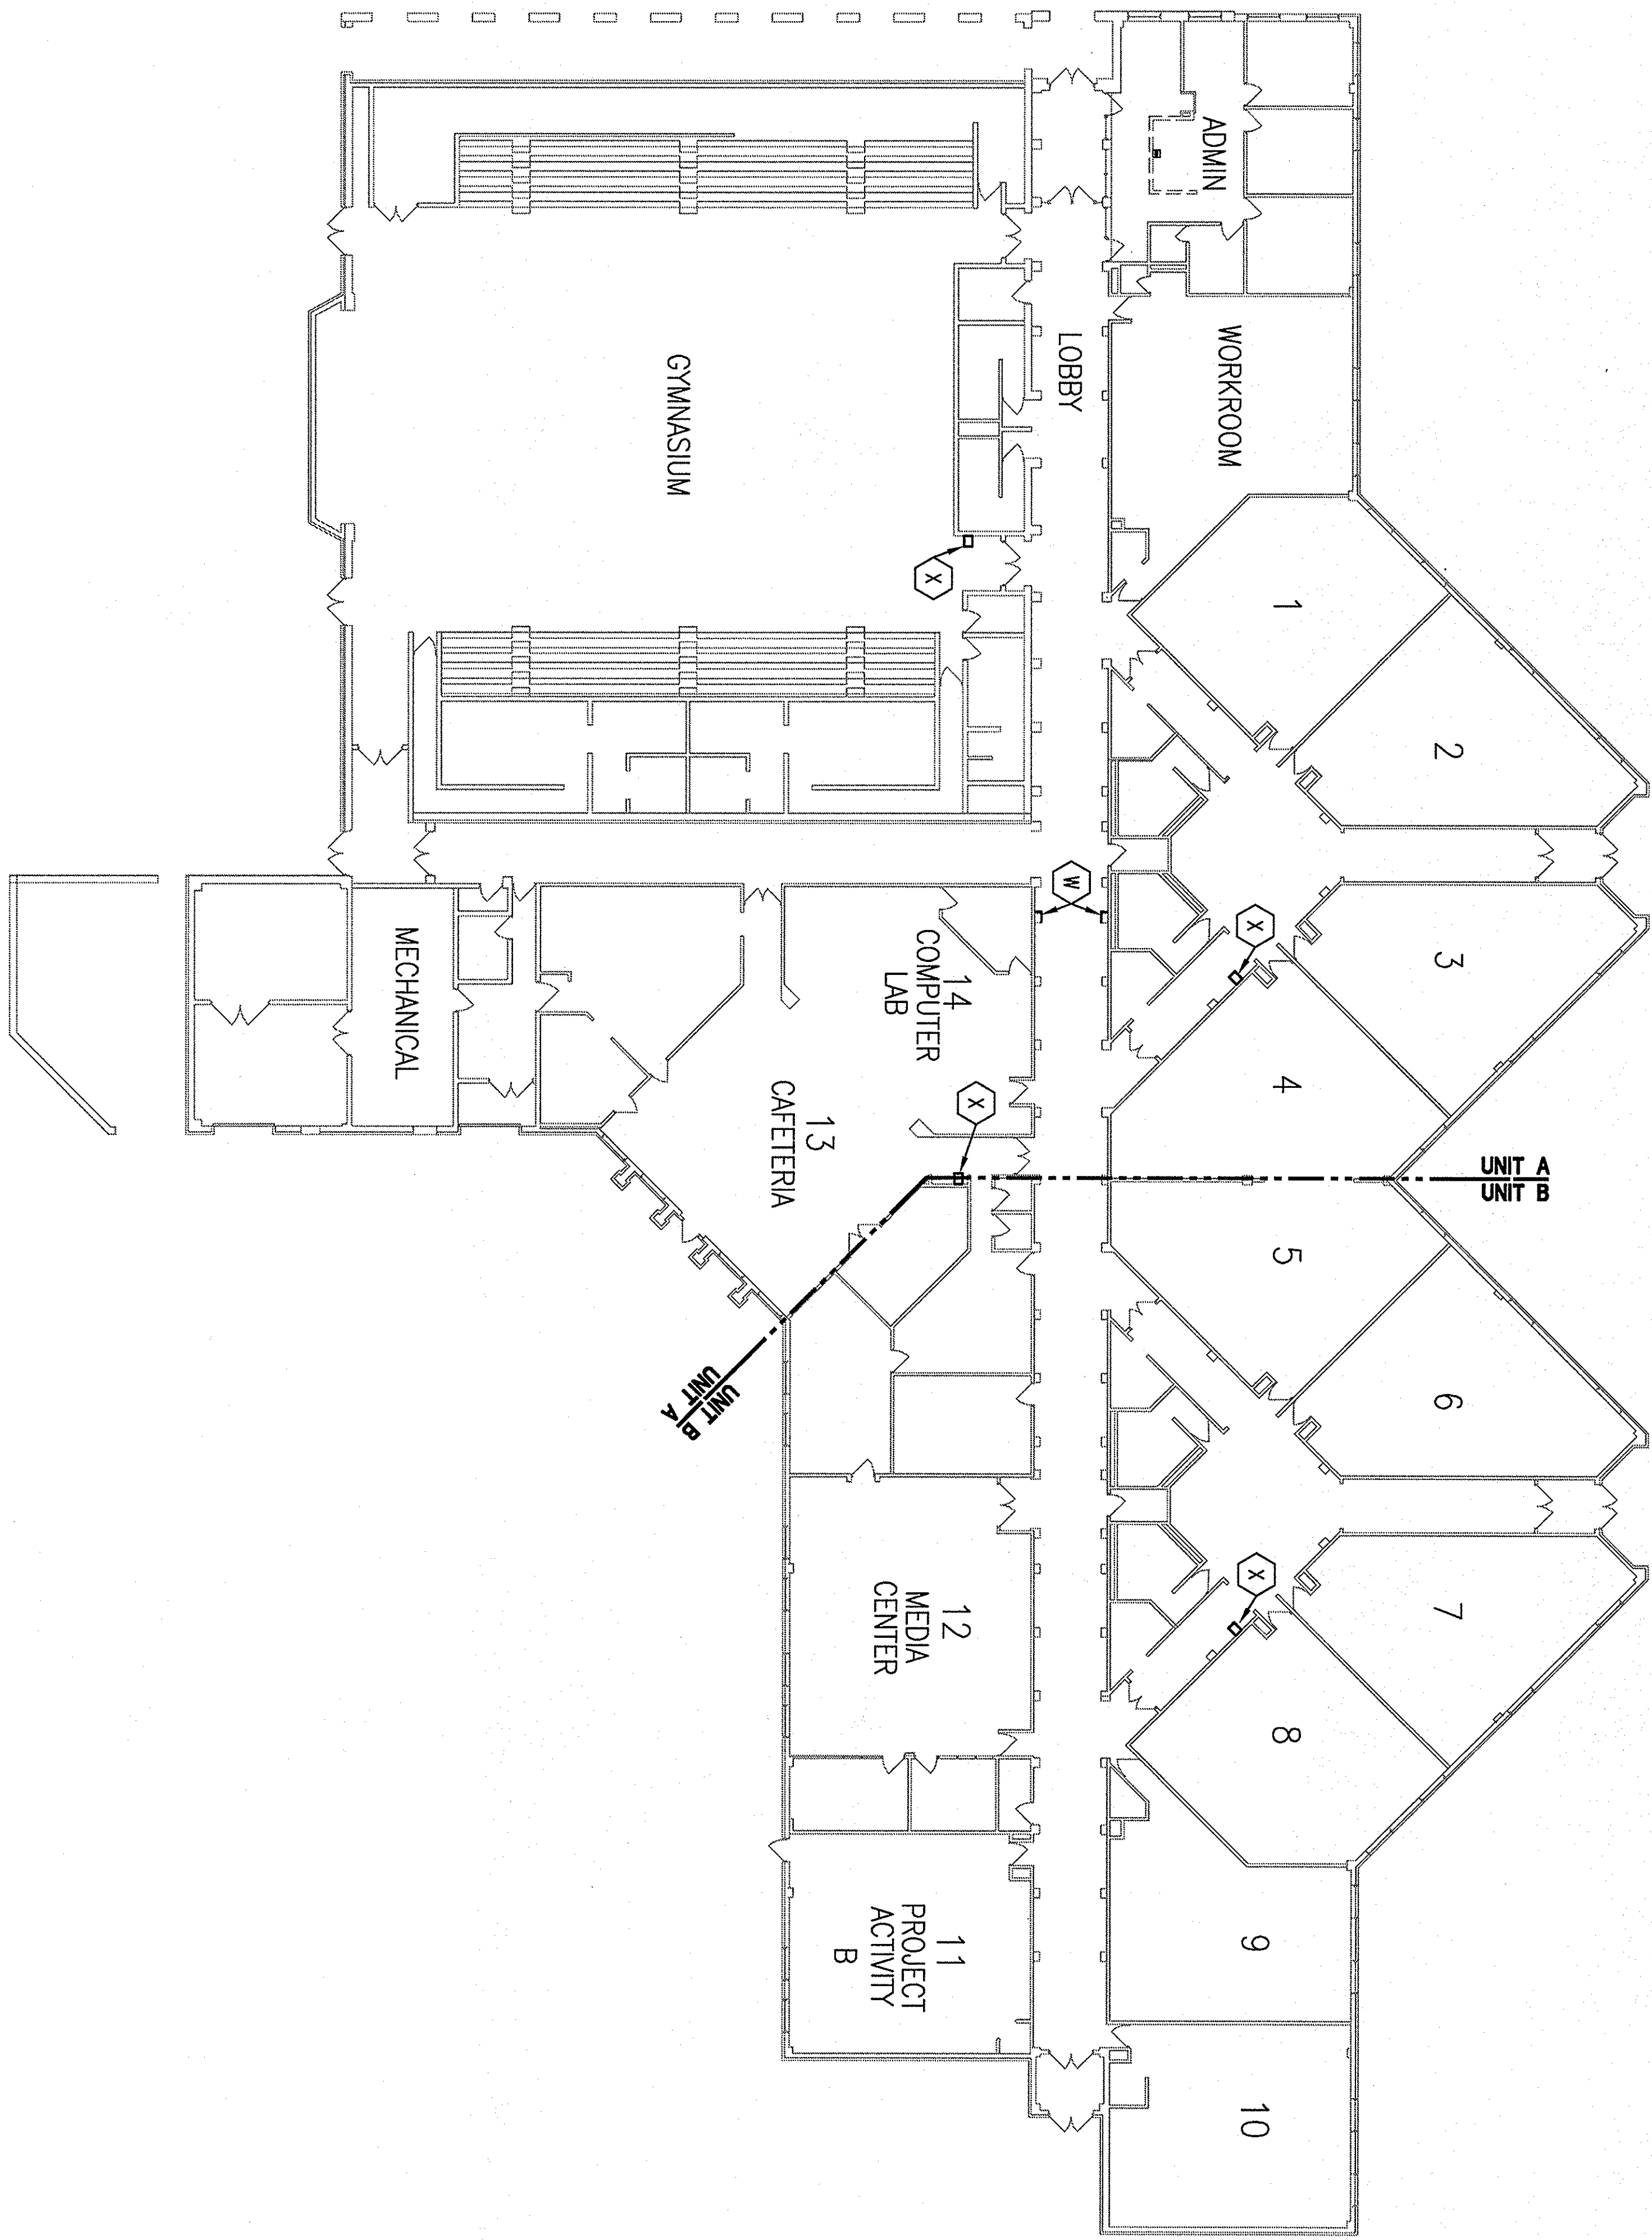 ADMIN
WORKROOM
LOBBY
GYMNASIUM
X
1
2
3
4
X
W
14
COMPUTER
LAB
MECHANICAL
13
CAFETERIA
X
UNIT A
UNIT B
UNIT B
UNIT A
5
6
7
8
X
12
MEDIA
CENTER
9
11
PROJECT
ACTIVITY
B
10